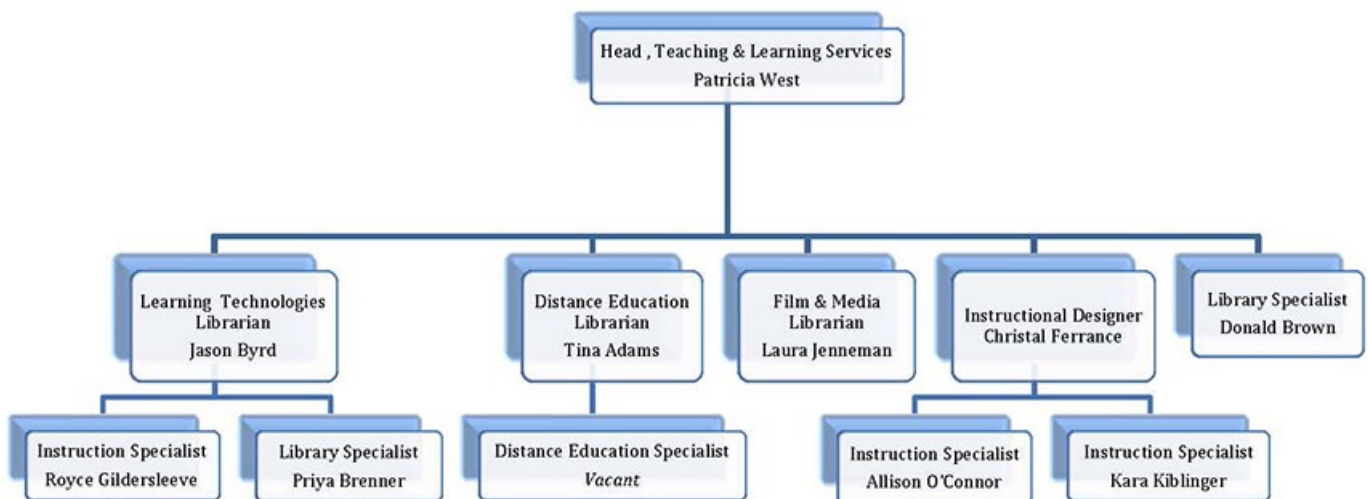 Head , Teaching & Learning Services
Patricia West
Learning Technologies
Librarian
Jason Byrd
Distance Education
Librarian
Tina Adams
Film & Media
Librarian
Laura Jenneman
Instructional Designer
Christal Ferrance
Library Specialist
Donald Brown
Instruction Specialist
Royce Gildersleeve
Library Specialist
Priya Brenner
Distance Education Specialist
Vacant
Instruction Specialist
Allison O'Connor
Instruction Specialist
Kara Kiblinger